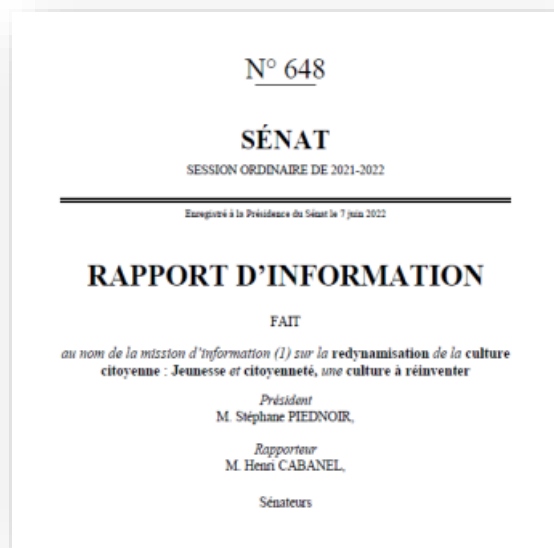 N° 648
SÉNAT
SESSION ORDINAIRE DE 2021-2022
Enregistré à la Présidence du Sénat le 7 juin 2022
RAPPORT D'INFORMATION
FAIT
au nom de la mission d'information (1) sur la redynamisation de la culture
citoyenne : Jeunesse et citoyenneté, une culture à réinventer
Président
M. Stéphane PIEDNOIR,
Rapporteur
M. Henri CABANEL,
Sénateurs